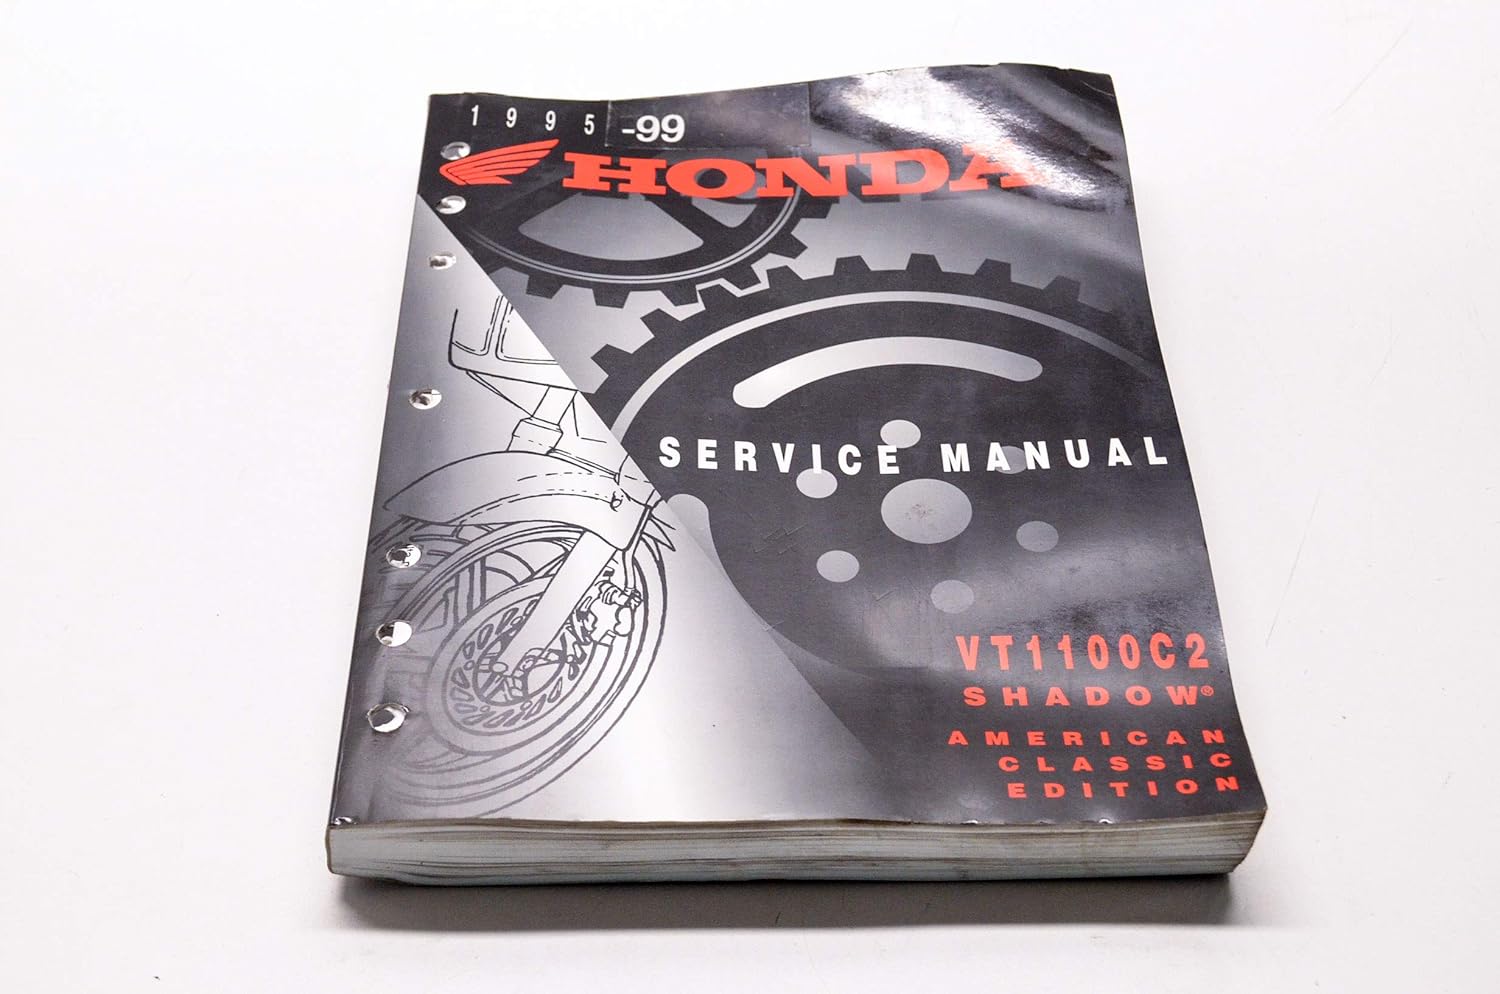 1995 -99
HONDA
SERVICE MANUAL
VT1100C2
SHADOW®
AMERICAN
CLASSIC
EDITION